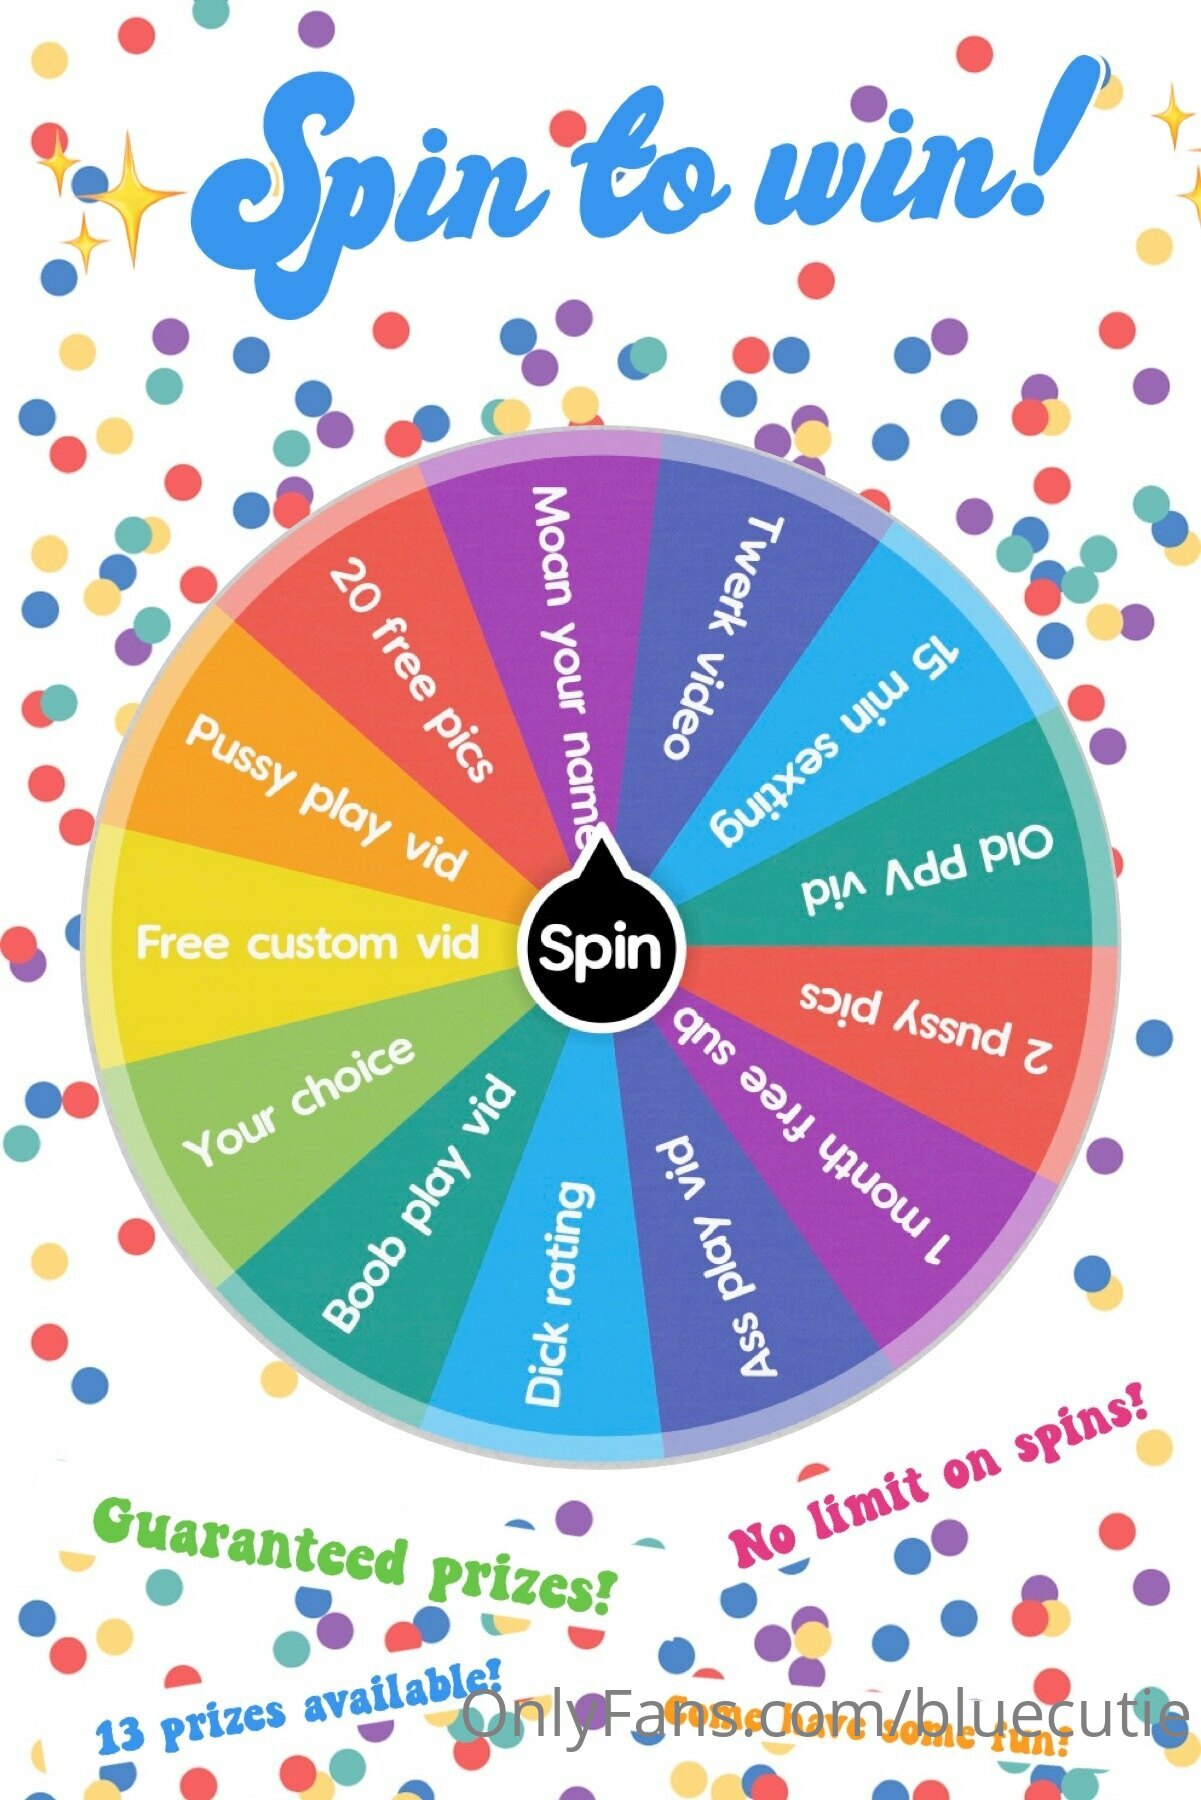 Spin to win!
Moan your name
Twerk video
15 min sexting
Old PPV vid
2 pussy pics
1 month free sub
Ass play vid
Dick rating
Boob play vid
Your choice
Free custom vid
Pussy play vid
20 free pics
Spin
No limit on spins!
Guaranteed prizes!
13 prizes available!
Come have some fun!
OnlyFans.com/bluecutie